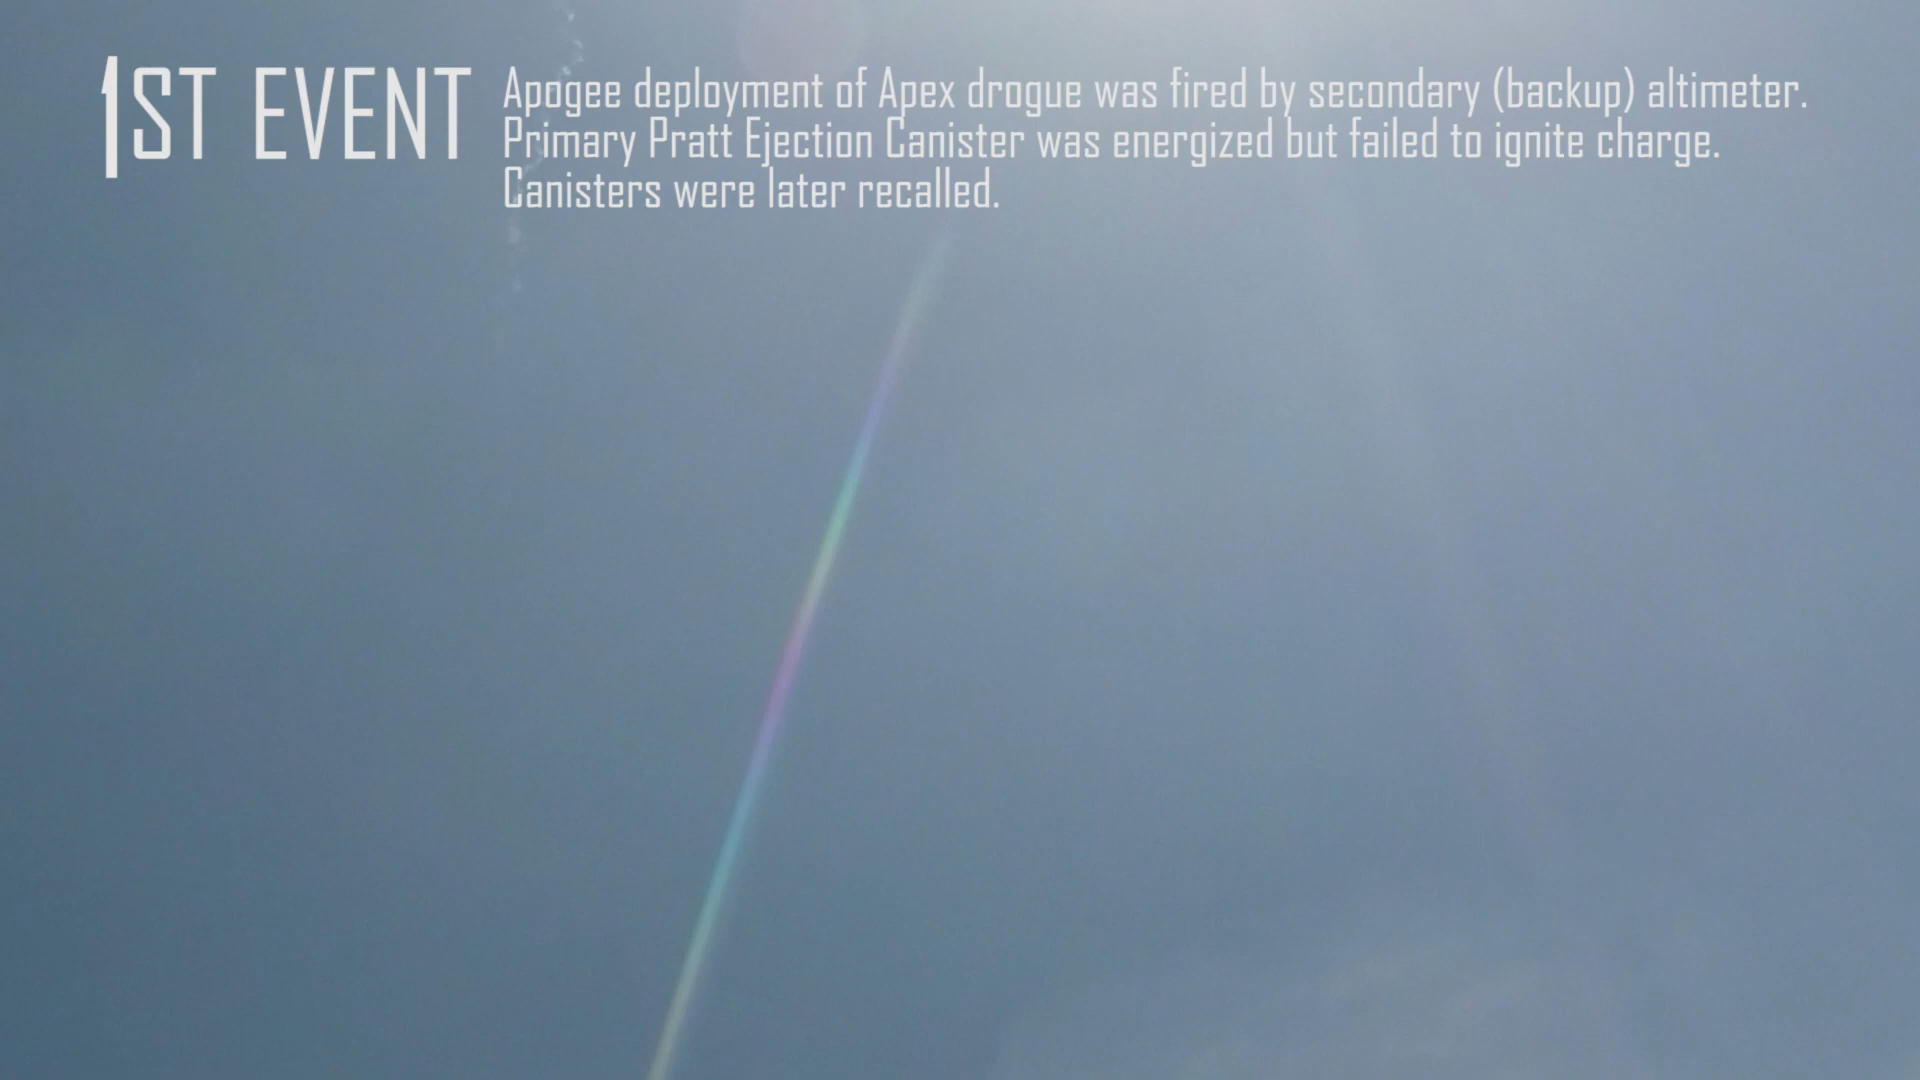 1ST EVENT
Apogee deployment of Apex drogue was fired by secondary (backup) altimeter.
Primary Pratt Ejection Canister was energized but failed to ignite charge.
Canisters were later recalled.